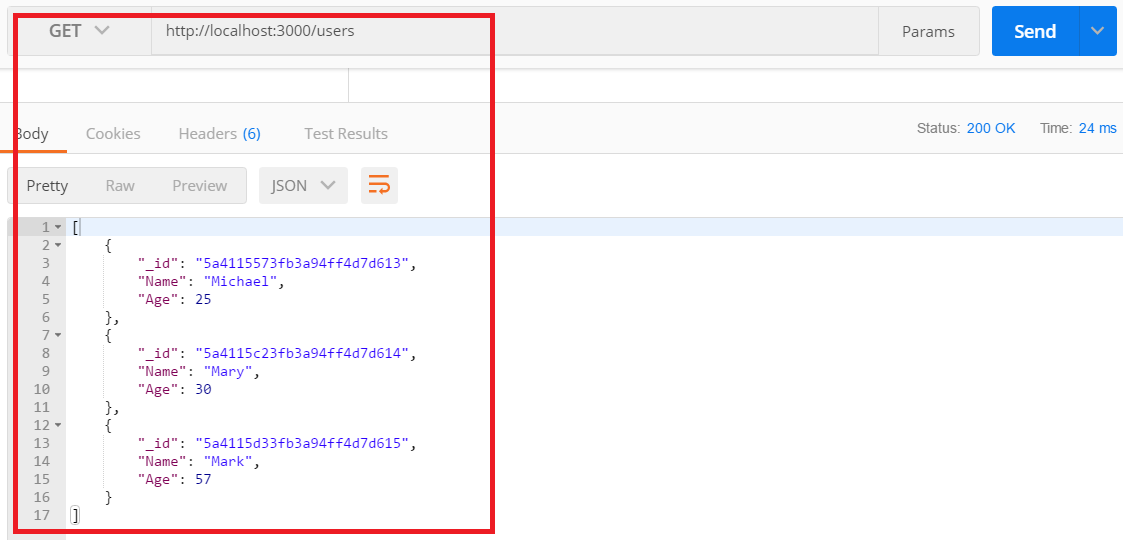 GET http://localhost:3000/users Params Send
Body Cookies Headers (6) Test Results Status: 200 OK Time: 24 ms
Pretty Raw Preview JSON
1 [
2 {
3 "_id": "5a4115573fb3a94ff4d7d613",
4 "Name": "Michael",
5 "Age": 25
6 },
7 {
8 "_id": "5a4115c23fb3a94ff4d7d614",
9 "Name": "Mary",
10 "Age": 30
11 },
12 {
13 "_id": "5a4115d33fb3a94ff4d7d615",
14 "Name": "Mark",
15 "Age": 57
16 }
17 ]